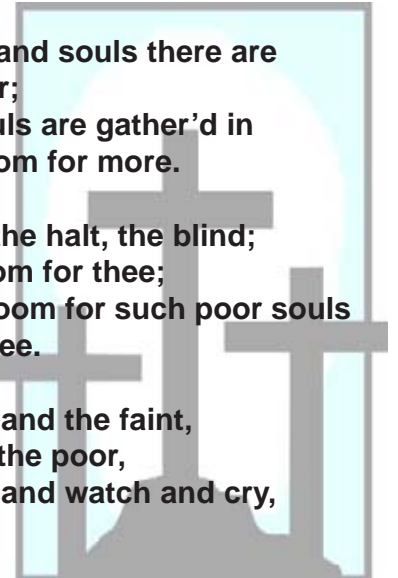 and souls there are
r;
uls are gather’d in
om for more.
the halt, the blind;
om for thee;
oom for such poor souls
ee.
and the faint,
the poor,
and watch and cry,